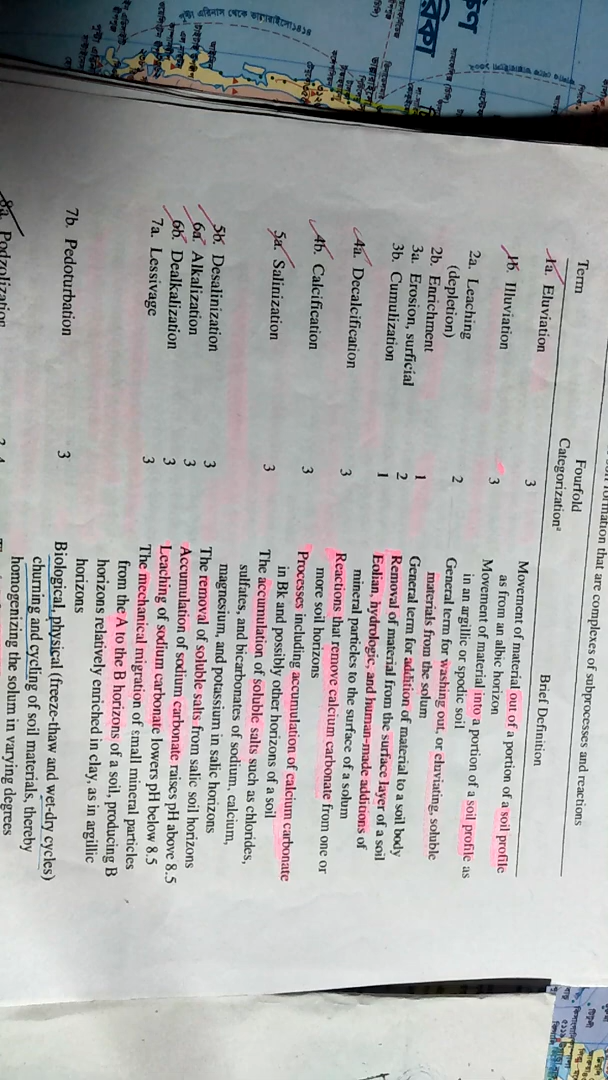 soil formation that are complexes of subprocesses and reactions
Term Fourfold Categorizationᵃ Brief Definition
1a. Eluviation 3 Movement of material out of a portion of a soil profile
as from an albic horizon
1b. Illuviation 3 Movement of material into a portion of a soil profile as
in an argillic or spodic soil
2a. Leaching 2 General term for washing out, or eluviating, soluble
(depletion) materials from the solum
2b. Enrichment 1 General term for addition of material to a soil body
3a. Erosion, surficial 2 Removal of material from the surface layer of a soil
3b. Cumulization 1 Eolian, hydrologic, and human-made additions of
mineral particles to the surface of a solum
4a. Decalcification 3 Reactions that remove calcium carbonate from one or
more soil horizons
4b. Calcification 3 Processes including accumulation of calcium carbonate
in Bk and possibly other horizons of a soil
5a. Salinization 3 The accumulation of soluble salts such as chlorides,
sulfates, and bicarbonates of sodium, calcium,
magnesium, and potassium in salic horizons
5b. Desalinization 3 The removal of soluble salts from salic soil horizons
6a. Alkalization 3 Accumulation of sodium carbonate raises pH above 8.5
6b. Dealkalization 3 Leaching of sodium carbonate lowers pH below 8.5
7a. Lessivage 3 The mechanical migration of small mineral particles
from the A to the B horizons of a soil, producing B
horizons relatively enriched in clay, as in argillic
horizons
7b. Pedoturbation 3 Biological, physical (freeze-thaw and wet-dry cycles)
churning and cycling of soil materials, thereby
homogenizing the solum in varying degrees
8a. Podzolization 3, 4